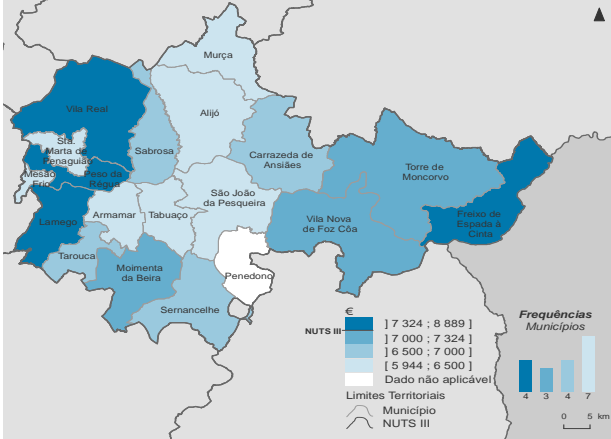 Murça
Vila Real
Alijó
Sta.
Marta de
Penaguião
Sabrosa
Carrazeda de
Ansiães
Torre de
Moncorvo
Mesão
Frio
Peso da
Régua
São João
da Pesqueira
Lamego
Armamar
Tabuaço
Vila Nova
de Foz Côa
Freixo de
Espada à
Cinta
Tarouca
Moimenta
da Beira
Penedono
Sernancelhe
€
NUTS III
] 7 324 ; 8 889 ]
] 7 000 ; 7 324 ]
] 6 500 ; 7 000 ]
[ 5 944 ; 6 500 ]
Dado não aplicável
Limites Territoriais
Município
NUTS III
Frequências
Municípios
4 3 4 7
0 5 km